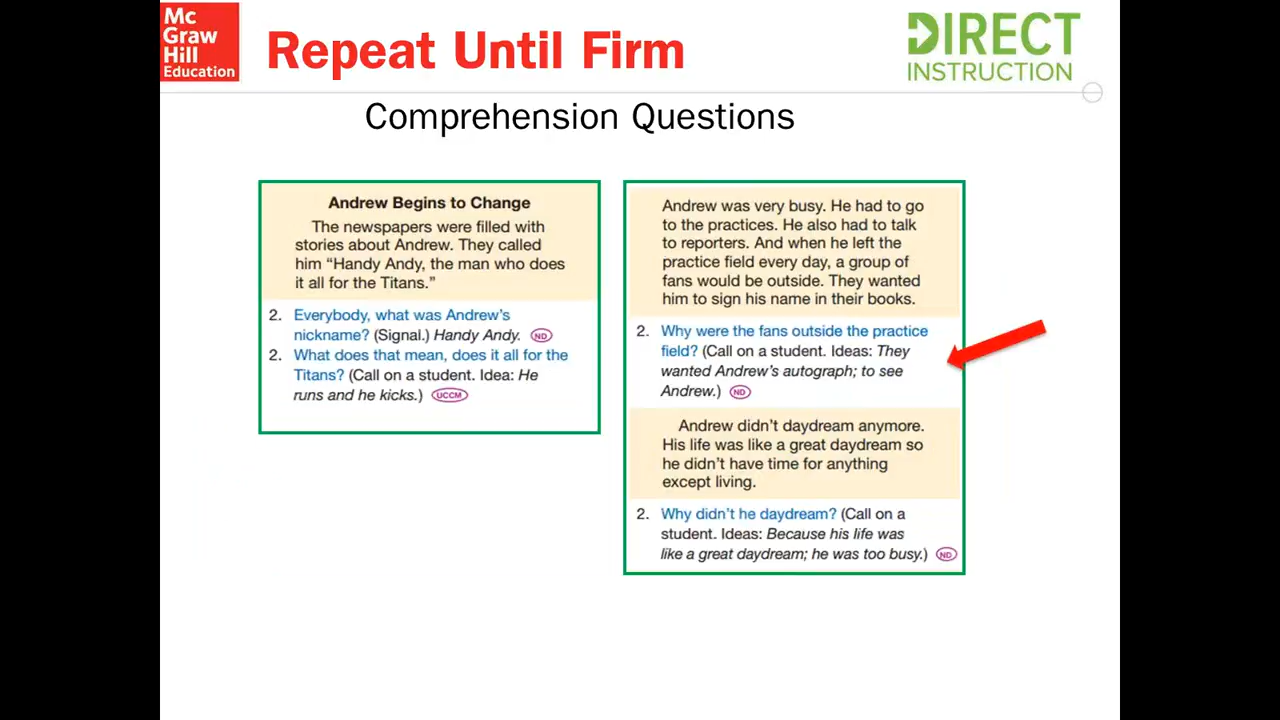 Mc
Graw
Hill
Education
Repeat Until Firm
DIRECT
INSTRUCTION
Comprehension Questions
Andrew Begins to Change
The newspapers were filled with
stories about Andrew. They called
him “Handy Andy, the man who does
it all for the Titans.”
2. Everybody, what was Andrew’s
nickname? (Signal.) Handy Andy. ND
2. What does that mean, does it all for the
Titans? (Call on a student. Idea: He
runs and he kicks.) UCCM
Andrew was very busy. He had to go
to the practices. He also had to talk
to reporters. And when he left the
practice field every day, a group of
fans would be outside. They wanted
him to sign his name in their books.
2. Why were the fans outside the practice
field? (Call on a student. Ideas: They
wanted Andrew’s autograph; to see
Andrew.) ND
Andrew didn’t daydream anymore.
His life was like a great daydream so
he didn’t have time for anything
except living.
2. Why didn’t he daydream? (Call on a
student. Ideas: Because his life was
like a great daydream; he was too busy.) ND